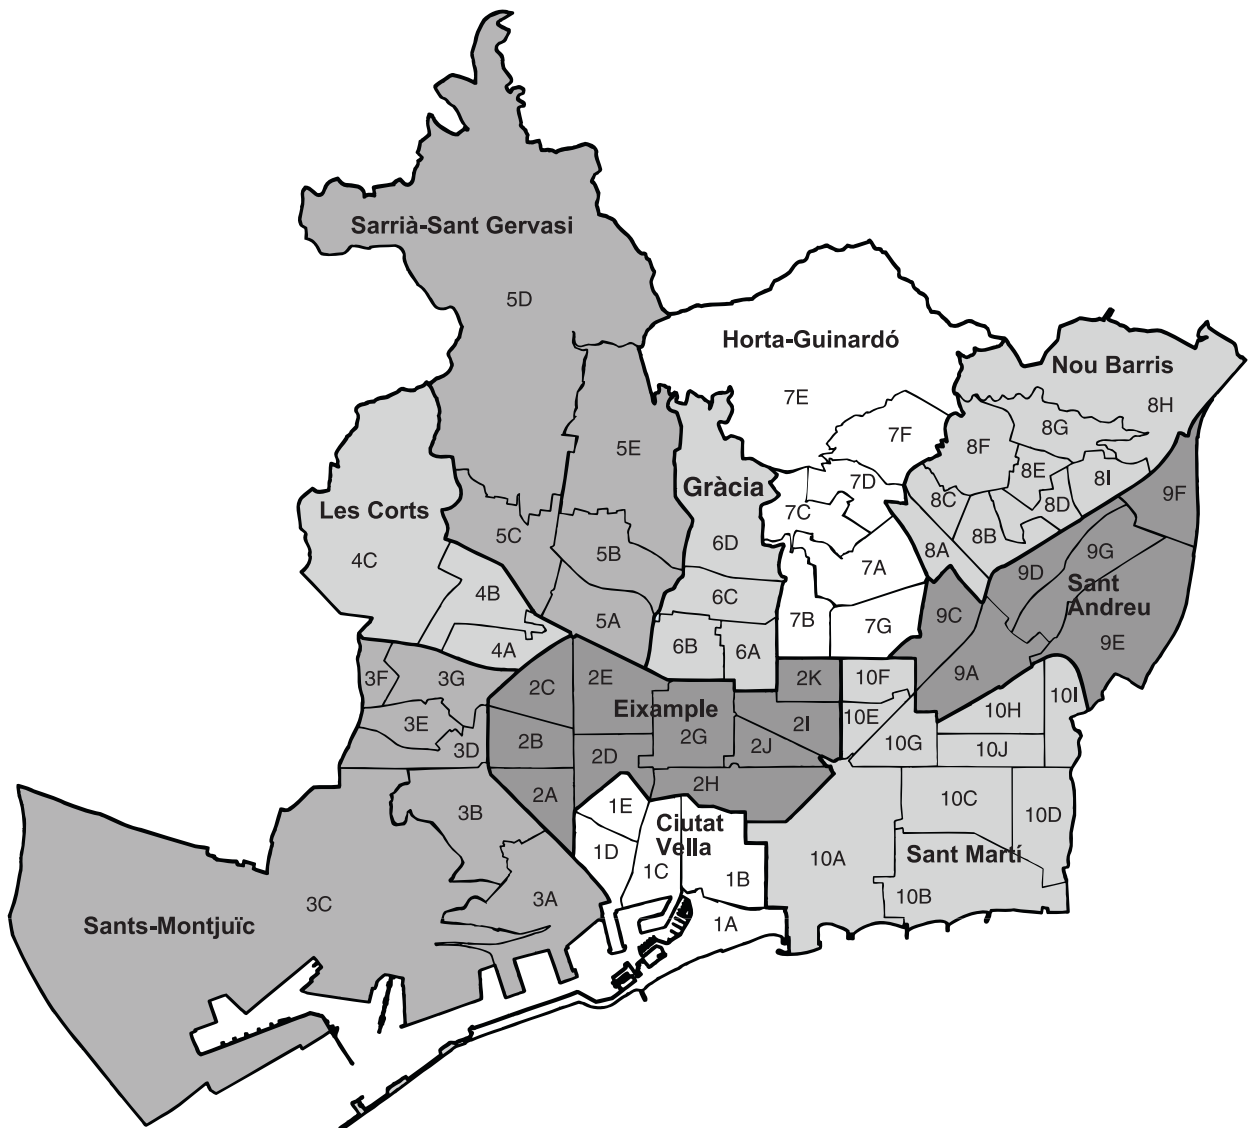 Sarrià-Sant Gervasi
5D
Horta-Guinardó
Nou Barris
7E
8H
8G
7F
5E
8F
8E
8I
7D
Gràcia
9F
8C
8D
Les Corts
7C
5C
8B
6D
5B
8A
9G
4C
7A
9D
Sant
Andreu
4B
6C
9C
7B
5A
7G
9E
6B
6A
4A
9A
3F
3G
2C
2E
2K
10F
10I
Eixample
10H
10E
3E
2I
2B
2G
2J
10G
10J
3D
2D
2H
2A
10C
1E
3B
10D
Ciutat
Vella
1D
10A
Sant Martí
1C
1B
10B
3A
3C
1A
Sants-Montjuïc